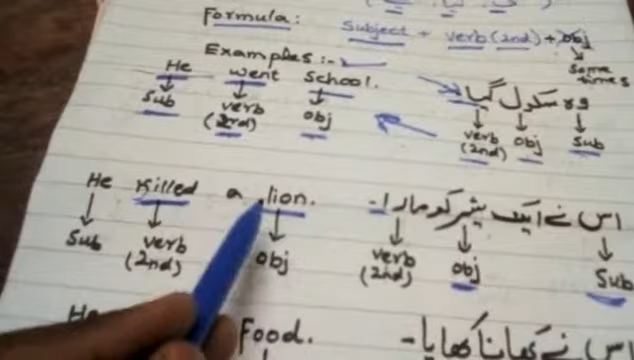 Formula: Subject + verb (2nd) + obj
Some times
Examples:-
He went School.
Sub verb (2nd) obj
وہ سکول گیا
verb (2nd) obj Sub
He killed a lion.
Sub verb (2nd) obj
اس نے ایک شیر کو مارا۔
verb (2nd) obj Sub
He Food.
اس نے کھانا کھایا۔